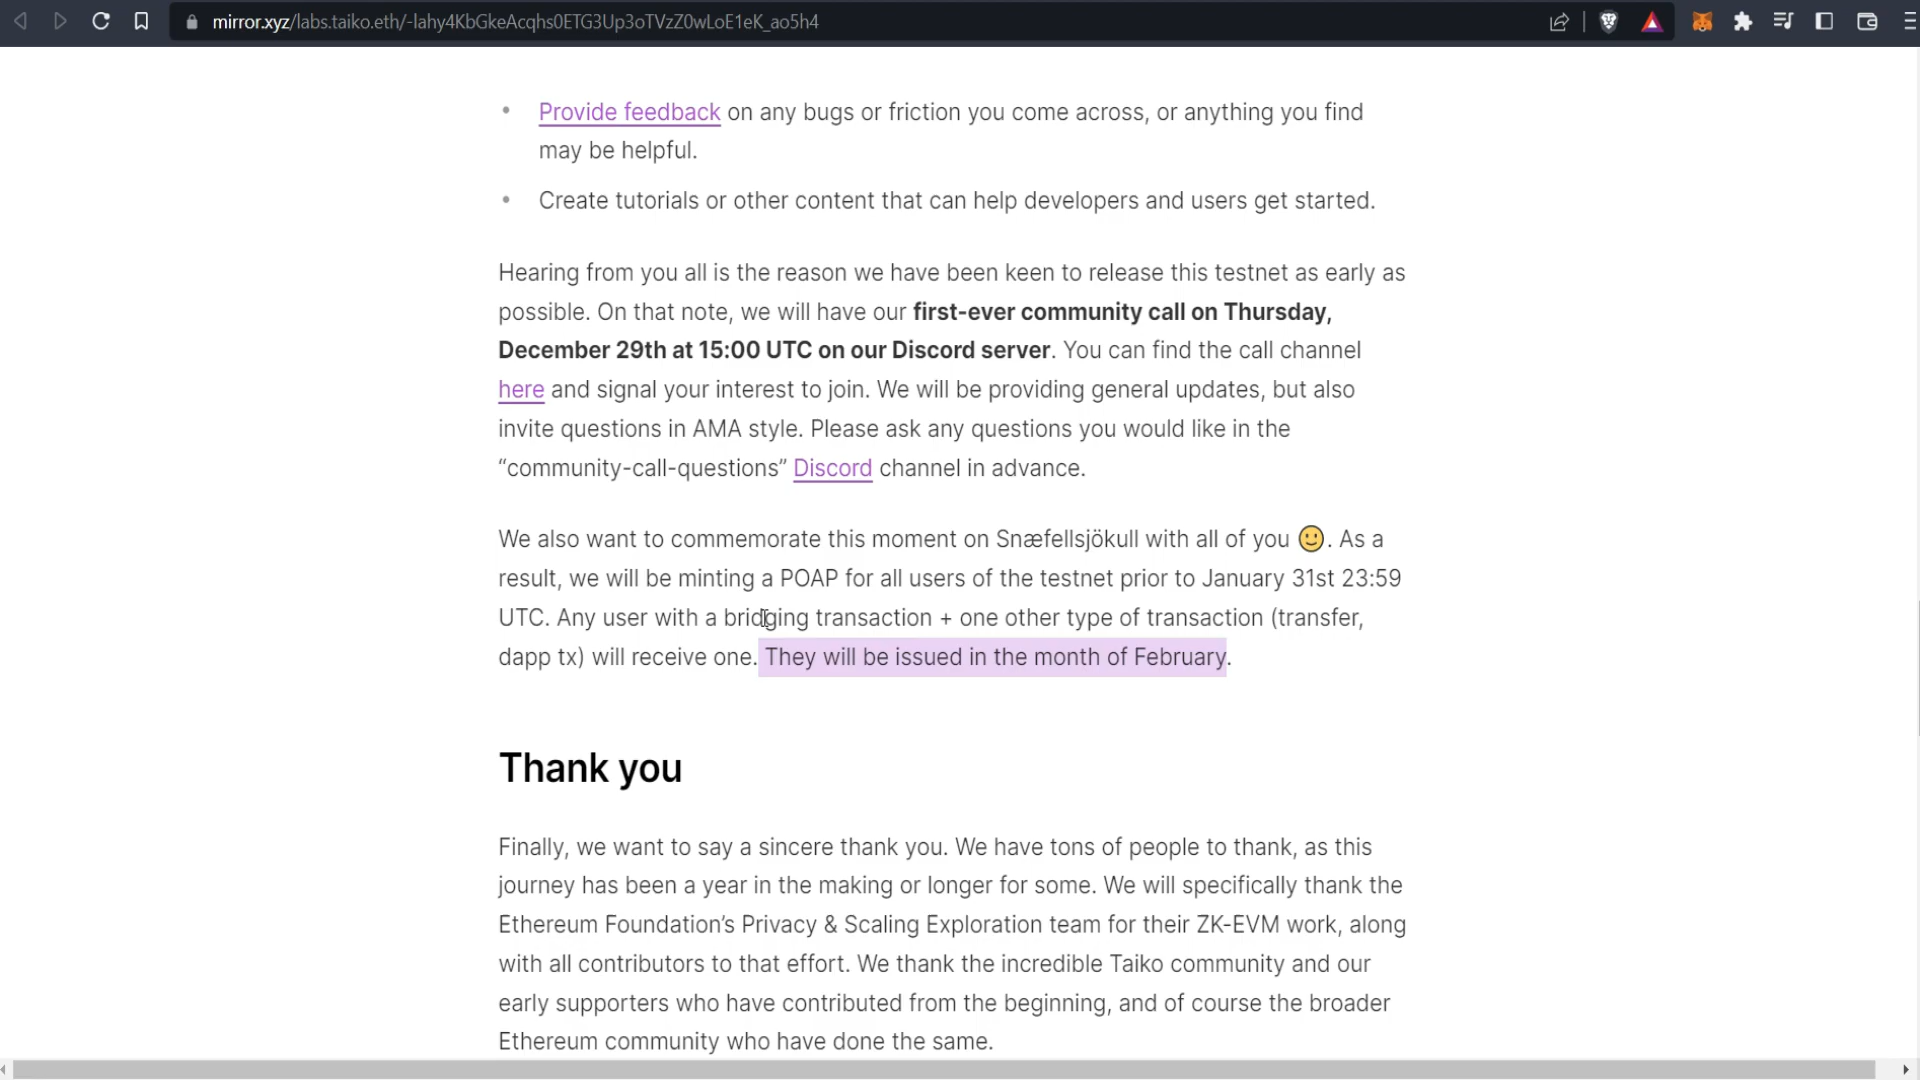 mirror.xyz/labs.taiko.eth/-lahy4KbGkeAcqhs0ETG3Up3oTVzZ0wLoE1eK_ao5h4
• Provide feedback on any bugs or friction you come across, or anything you find
may be helpful.
• Create tutorials or other content that can help developers and users get started.
Hearing from you all is the reason we have been keen to release this testnet as early as
possible. On that note, we will have our first-ever community call on Thursday,
December 29th at 15:00 UTC on our Discord server. You can find the call channel
here and signal your interest to join. We will be providing general updates, but also
invite questions in AMA style. Please ask any questions you would like in the
“community-call-questions” Discord channel in advance.
We also want to commemorate this moment on Snæfellsjökull with all of you 🙂. As a
result, we will be minting a POAP for all users of the testnet prior to January 31st 23:59
UTC. Any user with a bridging transaction + one other type of transaction (transfer,
dapp tx) will receive one. They will be issued in the month of February.
Thank you
Finally, we want to say a sincere thank you. We have tons of people to thank, as this
journey has been a year in the making or longer for some. We will specifically thank the
Ethereum Foundation’s Privacy & Scaling Exploration team for their ZK-EVM work, along
with all contributors to that effort. We thank the incredible Taiko community and our
early supporters who have contributed from the beginning, and of course the broader
Ethereum community who have done the same.